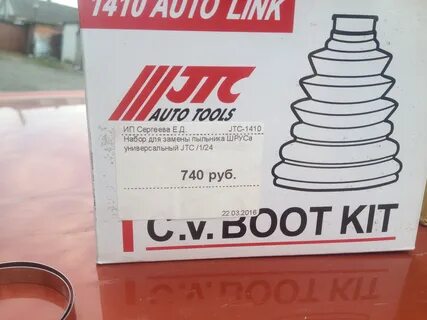 1410 AUTO LINK
JTC
AUTO TOOLS
ИП Сергеева Е.Д. JTC-1410
Набор для замены пыльника ШРУСа
универсальный JTC /1/24
740 руб.
22.03.2016
C.V. BOOT KIT